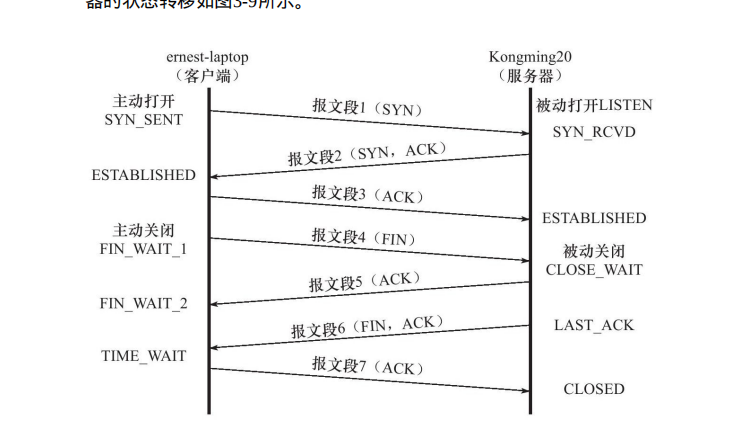 器的状态转移如图3-9所示。
ernest-laptop
（客户端）
Kongming20
（服务器）
主动打开
SYN_SENT
报文段1（SYN）
被动打开LISTEN
SYN_RCVD
报文段2（SYN，ACK）
ESTABLISHED
报文段3（ACK）
ESTABLISHED
主动关闭
FIN_WAIT_1
报文段4（FIN）
被动关闭
CLOSE_WAIT
报文段5（ACK）
FIN_WAIT_2
报文段6（FIN，ACK）
LAST_ACK
TIME_WAIT
报文段7（ACK）
CLOSED